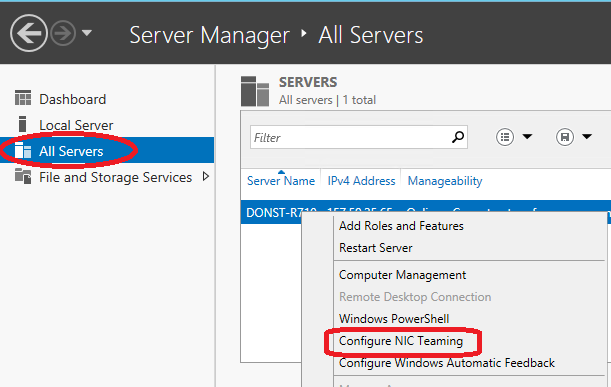 Server Manager · All Servers
Dashboard
Local Server
All Servers
File and Storage Services
SERVERS
All servers | 1 total
Filter
Server Name IPv4 Address Manageability
DONST-R710
Add Roles and Features
Restart Server
Computer Management
Remote Desktop Connection
Windows PowerShell
Configure NIC Teaming
Configure Windows Automatic Feedback